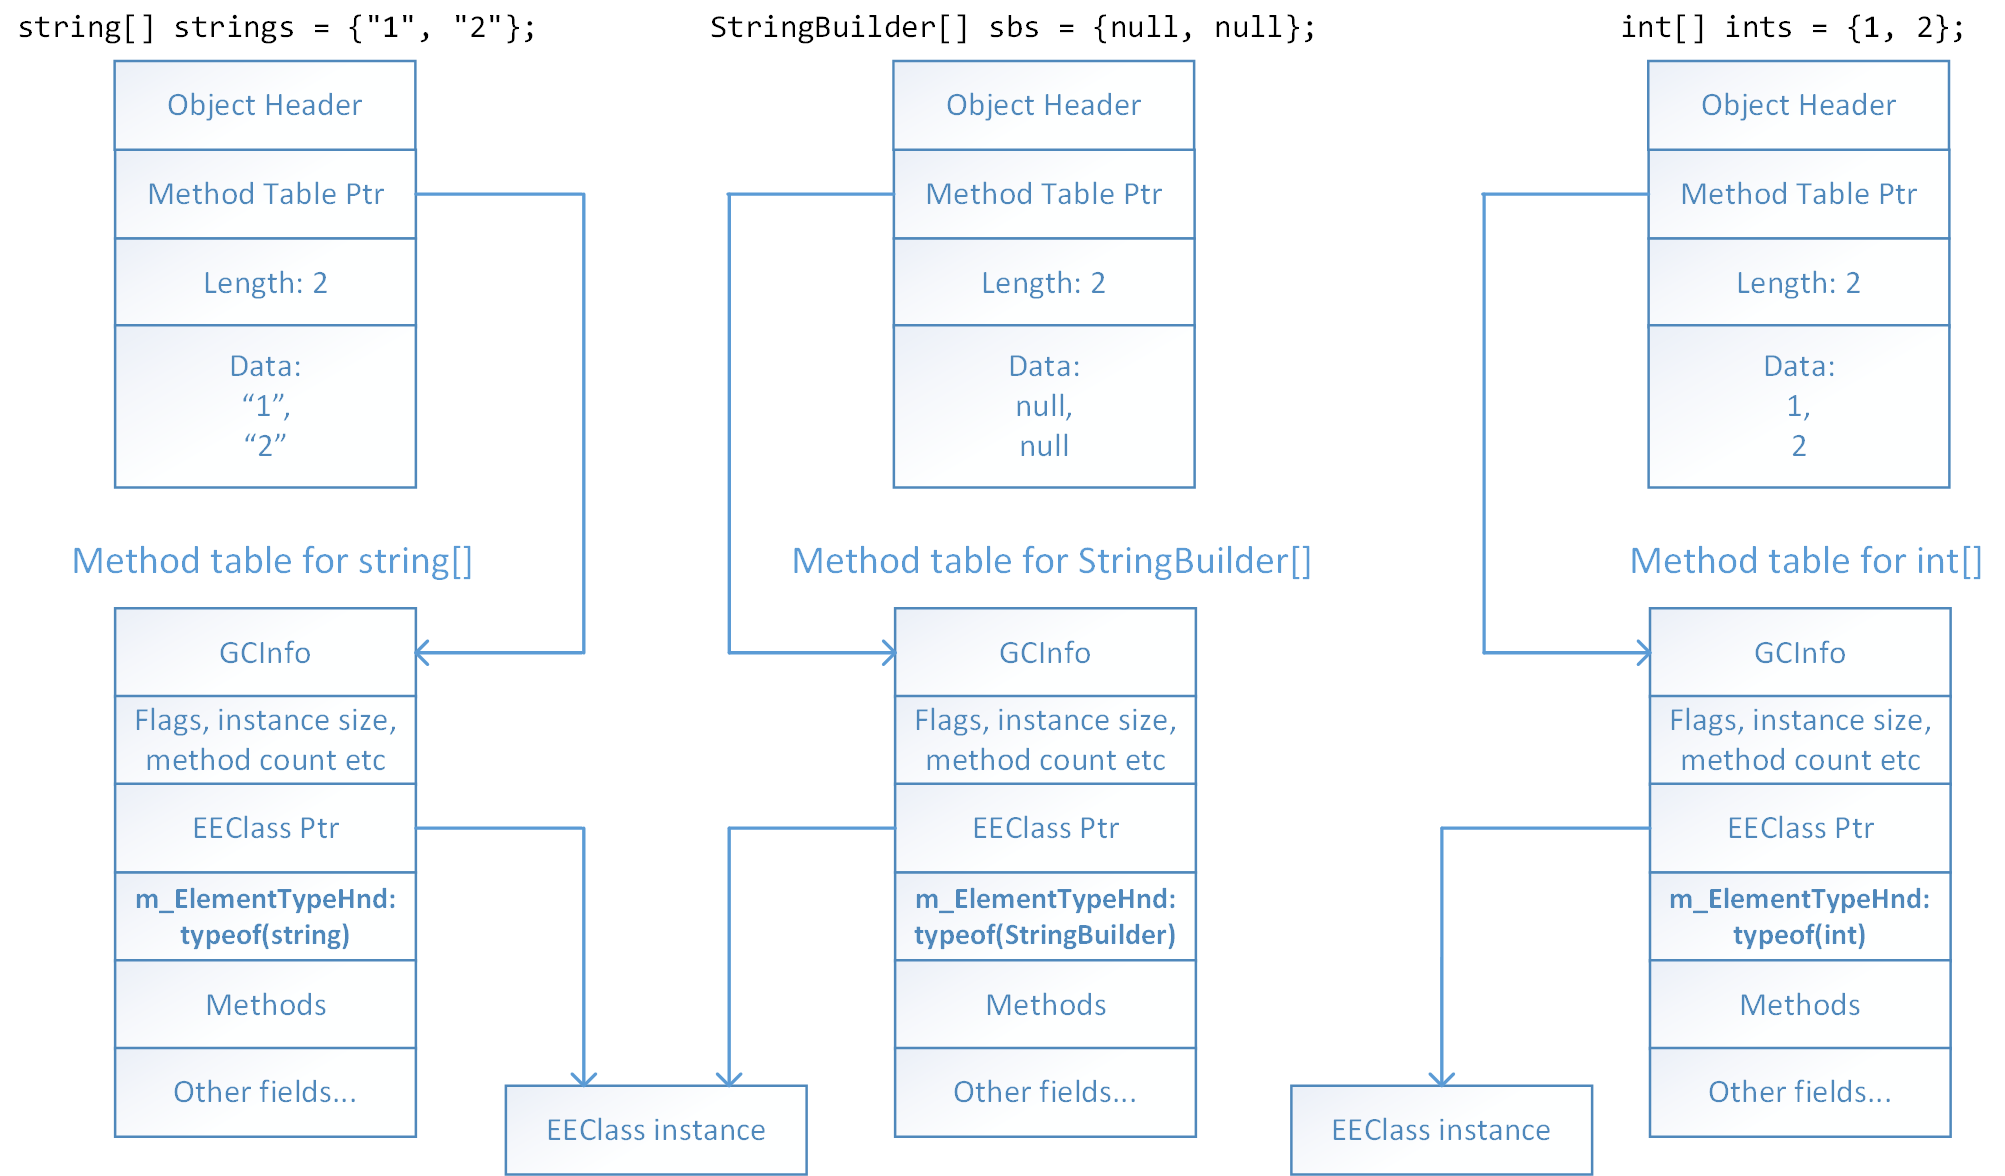 string[] strings = {"1", "2"};
StringBuilder[] sbs = {null, null};
int[] ints = {1, 2};
Object Header
Method Table Ptr
Length: 2
Data:
“1”,
“2”
Object Header
Method Table Ptr
Length: 2
Data:
null,
null
Object Header
Method Table Ptr
Length: 2
Data:
1,
2
Method table for string[]
Method table for StringBuilder[]
Method table for int[]
GCInfo
Flags, instance size,
method count etc
EEClass Ptr
m_ElementTypeHnd:
typeof(string)
Methods
Other fields...
GCInfo
Flags, instance size,
method count etc
EEClass Ptr
m_ElementTypeHnd:
typeof(StringBuilder)
Methods
Other fields...
GCInfo
Flags, instance size,
method count etc
EEClass Ptr
m_ElementTypeHnd:
typeof(int)
Methods
Other fields...
EEClass instance
EEClass instance